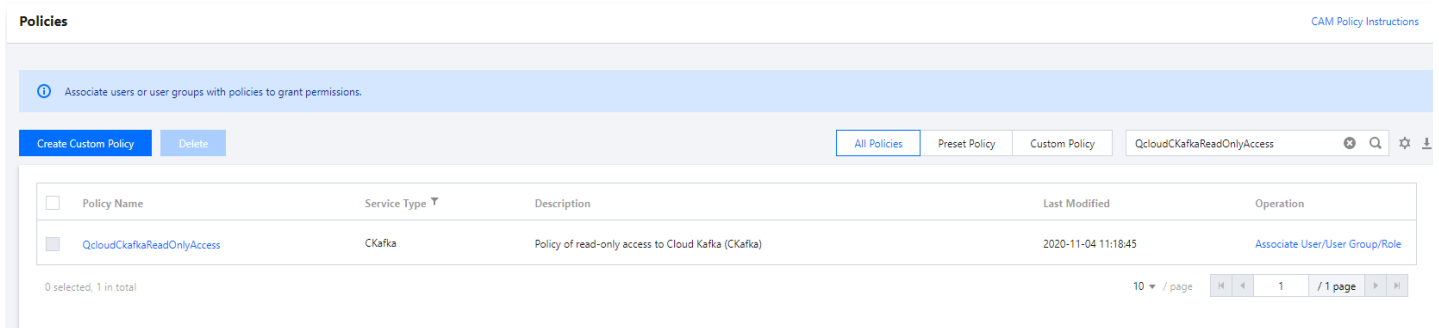 Policies
CAM Policy Instructions
Associate users or user groups with policies to grant permissions.
Create Custom Policy Delete All Policies Preset Policy Custom Policy QcloudCKafkaReadOnlyAccess
Policy Name Service Type Description Last Modified Operation
QcloudCkafkaReadOnlyAccess CKafka Policy of read-only access to Cloud Kafka (CKafka) 2020-11-04 11:18:45 Associate User/User Group/Role
0 selected, 1 in total 10 / page 1 / 1 page